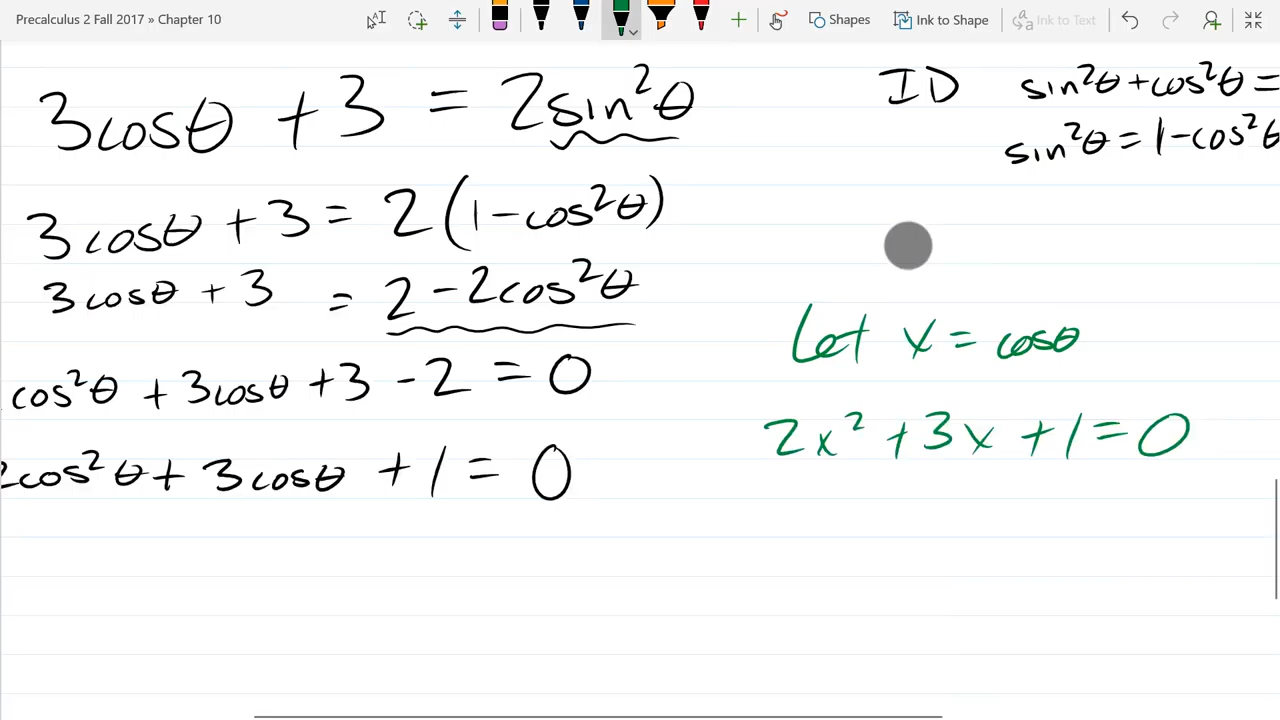 Precalculus 2 Fall 2017 » Chapter 10
Shapes
Ink to Shape
Ink to Text
3cosθ + 3 = 2sin²θ
3cosθ + 3 = 2(1-cos²θ)
3cosθ + 3 = 2 - 2cos²θ
cos²θ + 3cosθ + 3 - 2 = 0
2cos²θ + 3cosθ + 1 = 0
ID sin²θ + cos²θ =
sin²θ = 1 - cos²θ
Let x = cosθ
2x² + 3x + 1 = 0